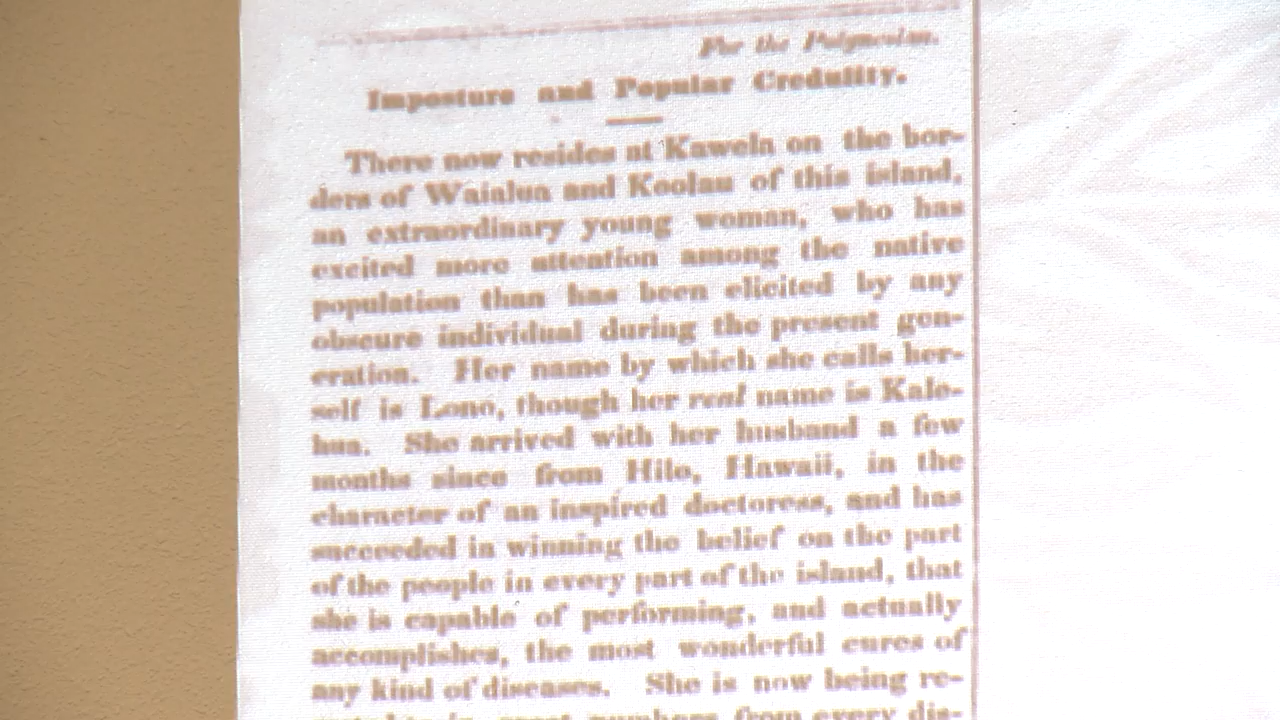 For the Polynesian.
Imposture and Popular Credulity.
There now resides at Kawela on the bor-
ders of Waialua and Koolau of this island,
an extraordinary young woman, who has
excited more attention among the native
population than has been elicited by any
obscure individual during the present gen-
eration. Her name by which she calls her-
self is Lono, though her real name is Kale-
hua. She arrived with her husband a few
months since from Hilo, Hawaii, in the
character of an inspired doctoress, and has
succeeded in winning the belief on the part
of the people in every part of the island, that
she is capable of performing, and actually
accomplishes, the most wonderful cures of
any kind of diseases. She is now being re-
great numbers from every dis-